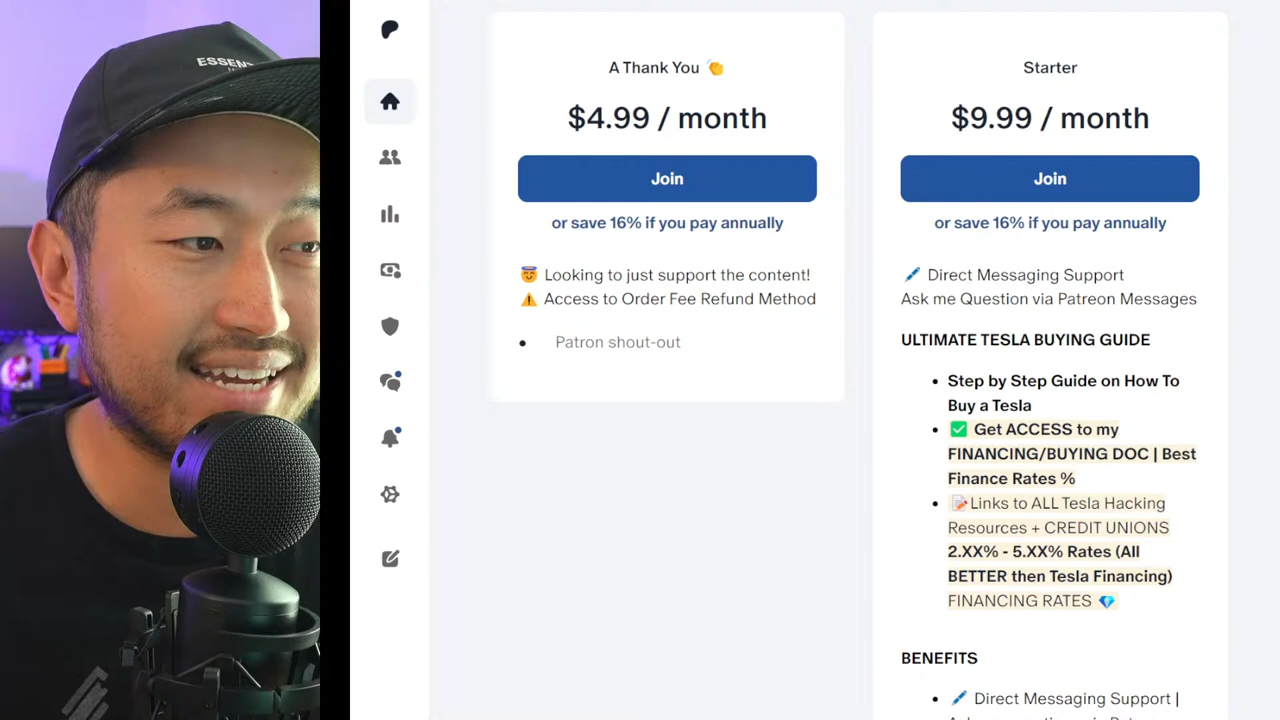 ESSEN
A Thank You 👏
$4.99 / month
Join
or save 16% if you pay annually
😇 Looking to just support the content!
⚠️ Access to Order Fee Refund Method
• Patron shout-out
Starter
$9.99 / month
Join
or save 16% if you pay annually
🖊️ Direct Messaging Support
Ask me Question via Patreon Messages
ULTIMATE TESLA BUYING GUIDE
• Step by Step Guide on How To
Buy a Tesla
• ✅ Get ACCESS to my
FINANCING/BUYING DOC | Best
Finance Rates %
• 📝Links to ALL Tesla Hacking
Resources + CREDIT UNIONS
2.XX% - 5.XX% Rates (All
BETTER then Tesla Financing)
FINANCING RATES 💎
BENEFITS
• 🖊️ Direct Messaging Support |